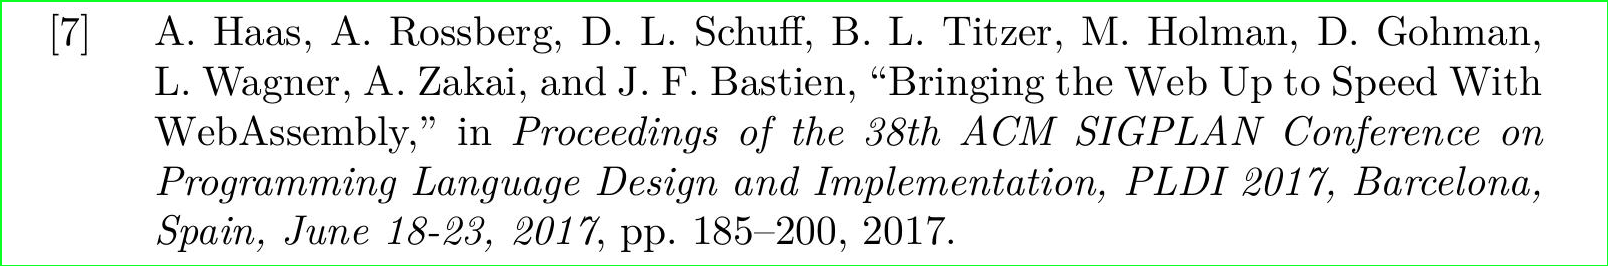 [7] A. Haas, A. Rossberg, D. L. Schuff, B. L. Titzer, M. Holman, D. Gohman,
L. Wagner, A. Zakai, and J. F. Bastien, “Bringing the Web Up to Speed With
WebAssembly,” in Proceedings of the 38th ACM SIGPLAN Conference on
Programming Language Design and Implementation, PLDI 2017, Barcelona,
Spain, June 18-23, 2017, pp. 185–200, 2017.